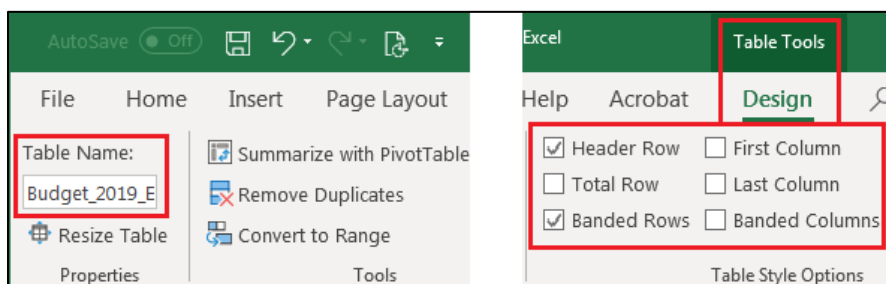 AutoSave Off
File Home Insert Page Layout
Table Name:
Budget_2019_E
Resize Table
Properties
Summarize with PivotTable
Remove Duplicates
Convert to Range
Tools
Excel Table Tools
Help Acrobat Design
Header Row First Column
Total Row Last Column
Banded Rows Banded Columns
Table Style Options